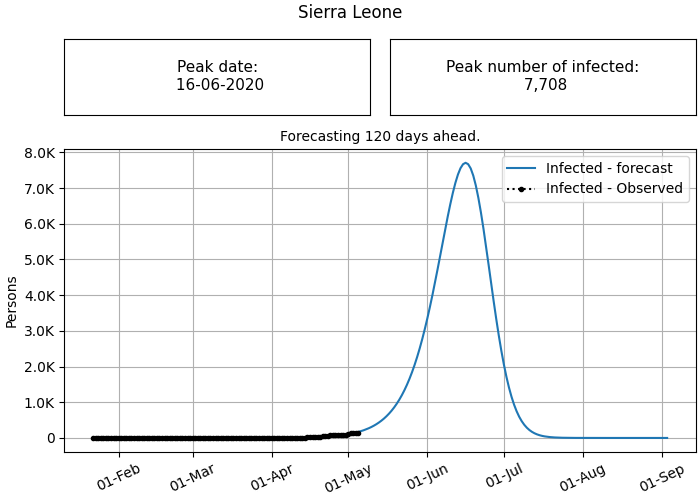 Sierra Leone
Peak date:
16-06-2020
Peak number of infected:
7,708
Forecasting 120 days ahead.
8.0K
7.0K
6.0K
5.0K
4.0K
3.0K
2.0K
1.0K
0
Persons
Infected - forecast
Infected - Observed
01-Feb
01-Mar
01-Apr
01-May
01-Jun
01-Jul
01-Aug
01-Sep